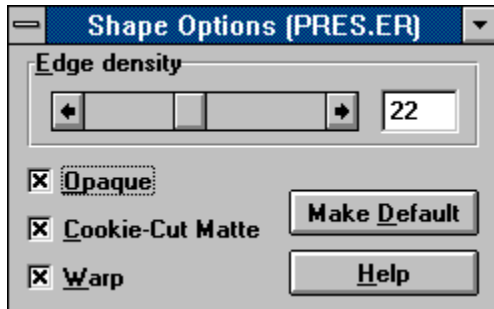 Shape Options (PRES.ER)
Edge density
22
Opaque
Cookie-Cut Matte
Make Default
Warp
Help